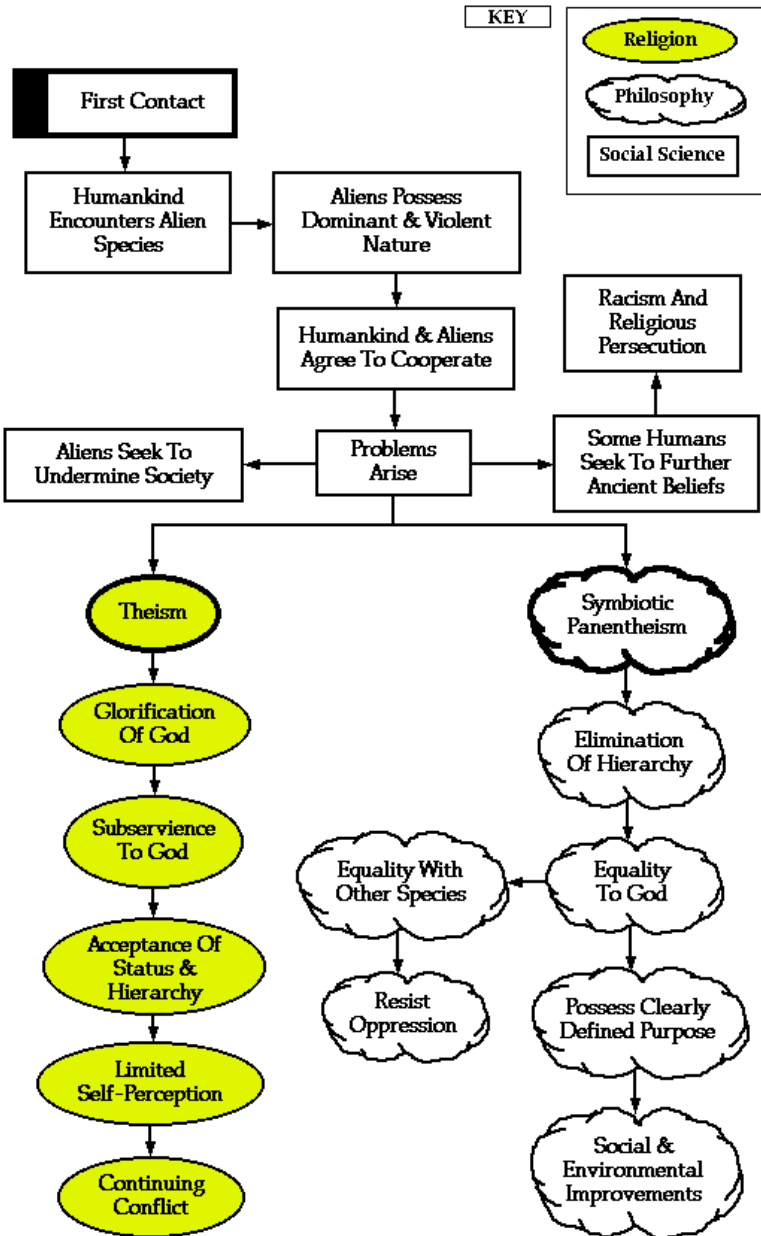 KEY
Religion
Philosophy
Social Science
First Contact
Humankind
Encounters Alien
Species
Aliens Possess
Dominant & Violent
Nature
Humankind & Aliens
Agree To Cooperate
Racism And
Religious
Persecution
Aliens Seek To
Undermine Society
Problems
Arise
Some Humans
Seek To Further
Ancient Beliefs
Theism
Glorification
Of God
Subservience
To God
Acceptance Of
Status &
Hierarchy
Limited
Self-Perception
Continuing
Conflict
Symbiotic
Panentheism
Elimination
Of Hierarchy
Equality
To God
Equality With
Other Species
Resist
Oppression
Possess Clearly
Defined Purpose
Social &
Environmental
Improvements